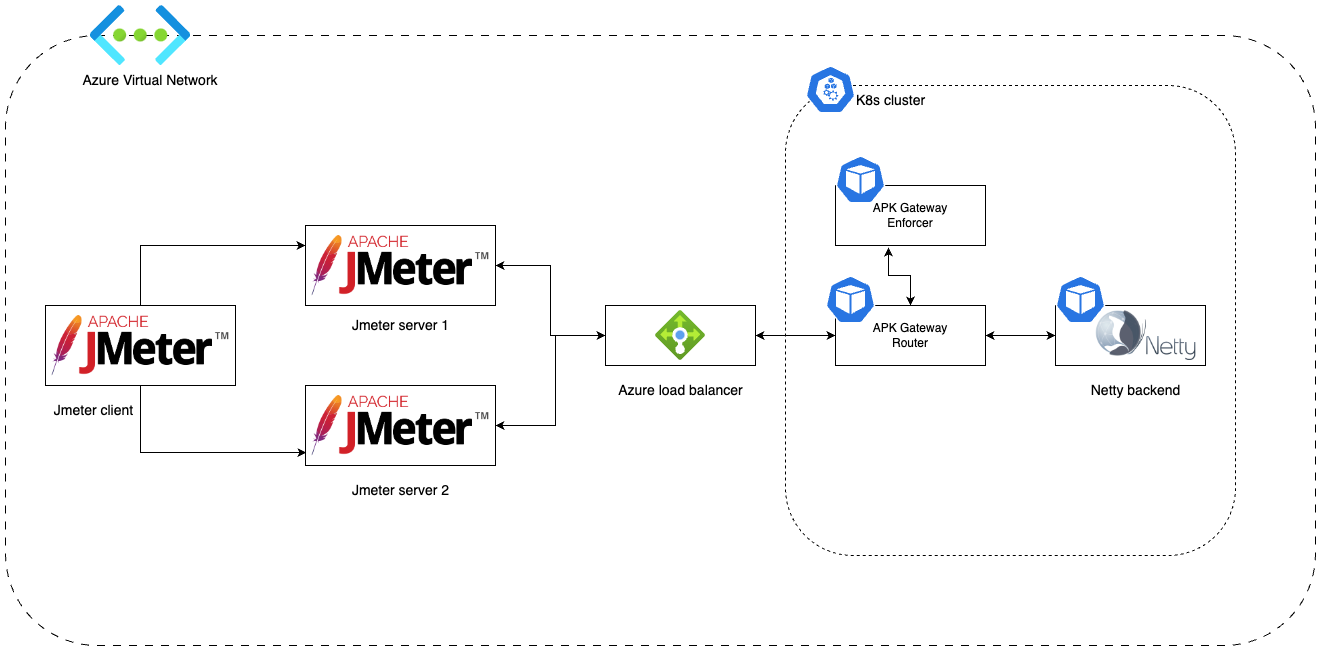 Azure Virtual Network
K8s cluster
APK Gateway
Enforcer
APACHE
JMeter™
Jmeter server 1
APACHE
JMeter™
Jmeter client
APACHE
JMeter™
Jmeter server 2
Azure load balancer
APK Gateway
Router
Netty
Netty backend